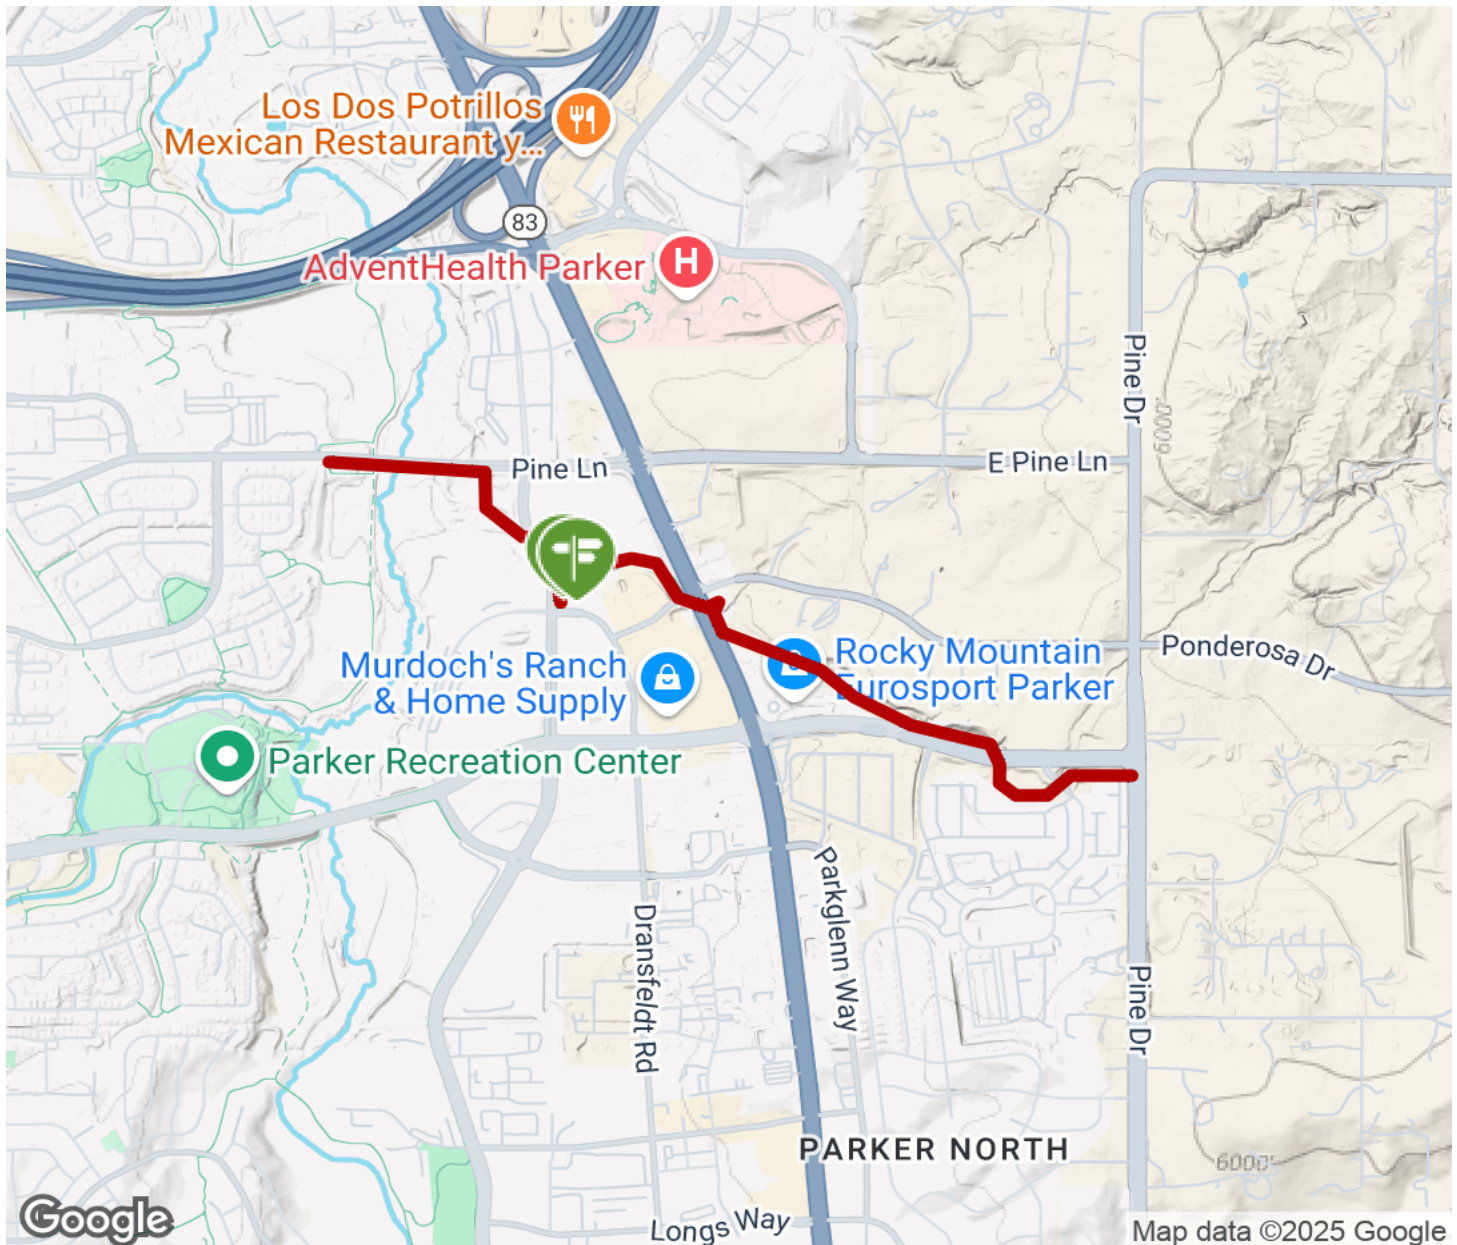 Los Dos Potrillos
Mexican Restaurant y...
83
AdventHealth Parker
H
Pine Dr
6000'
Pine Ln
E Pine Ln
Ponderosa Dr
Murdoch's Ranch
& Home Supply
Rocky Mountain
Eurosport Parker
Parker Recreation Center
Parkglenn Way
Dransfeldt Rd
Pine Dr
PARKER NORTH
6000'
Longs Way
Google
Map data ©2025 Google